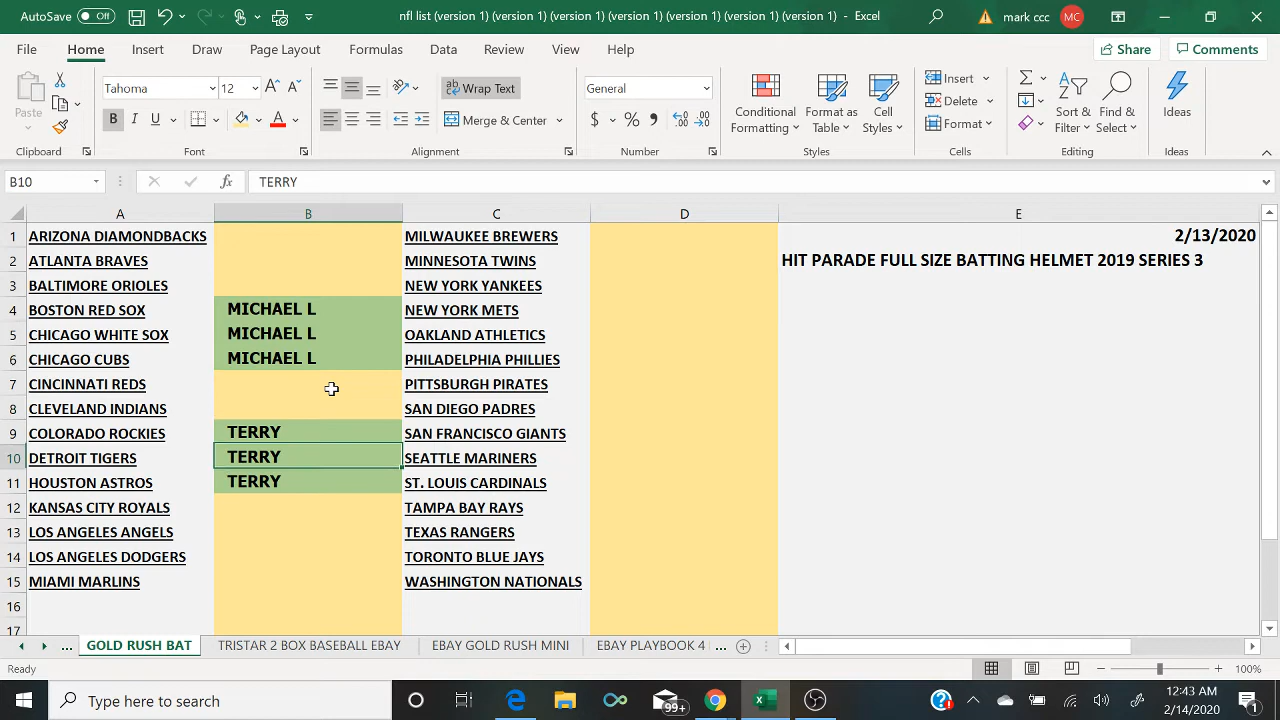 AutoSave Off nfl list (version 1) (version 1) (version 1) (version 1) (version 1) (version 1) (version 1) - Excel mark ccc MC
File Home Insert Draw Page Layout Formulas Data Review View Help Share Comments
Paste Tahoma 12 A A ab Wrap Text General Conditional Formatting Format as Table Cell Styles Insert Delete Format Sort & Filter Find & Select Ideas
B I U A Merge & Center $ % ,
Clipboard Font Alignment Number Styles Cells Editing Ideas
B10 fx TERRY
A B C D E
1 ARIZONA DIAMONDBACKS MILWAUKEE BREWERS 2/13/2020
2 ATLANTA BRAVES MINNESOTA TWINS HIT PARADE FULL SIZE BATTING HELMET 2019 SERIES 3
3 BALTIMORE ORIOLES NEW YORK YANKEES
4 BOSTON RED SOX MICHAEL L NEW YORK METS
5 CHICAGO WHITE SOX MICHAEL L OAKLAND ATHLETICS
6 CHICAGO CUBS MICHAEL L PHILADELPHIA PHILLIES
7 CINCINNATI REDS PITTSBURGH PIRATES
8 CLEVELAND INDIANS SAN DIEGO PADRES
9 COLORADO ROCKIES TERRY SAN FRANCISCO GIANTS
10 DETROIT TIGERS TERRY SEATTLE MARINERS
11 HOUSTON ASTROS TERRY ST. LOUIS CARDINALS
12 KANSAS CITY ROYALS TAMPA BAY RAYS
13 LOS ANGELES ANGELS TEXAS RANGERS
14 LOS ANGELES DODGERS TORONTO BLUE JAYS
15 MIAMI MARLINS WASHINGTON NATIONALS
16
17
... GOLD RUSH BAT TRISTAR 2 BOX BASEBALL EBAY EBAY GOLD RUSH MINI EBAY PLAYBOOK 4 ...
Ready 100%
Type here to search 99+ 12:43 AM
2/14/2020 1